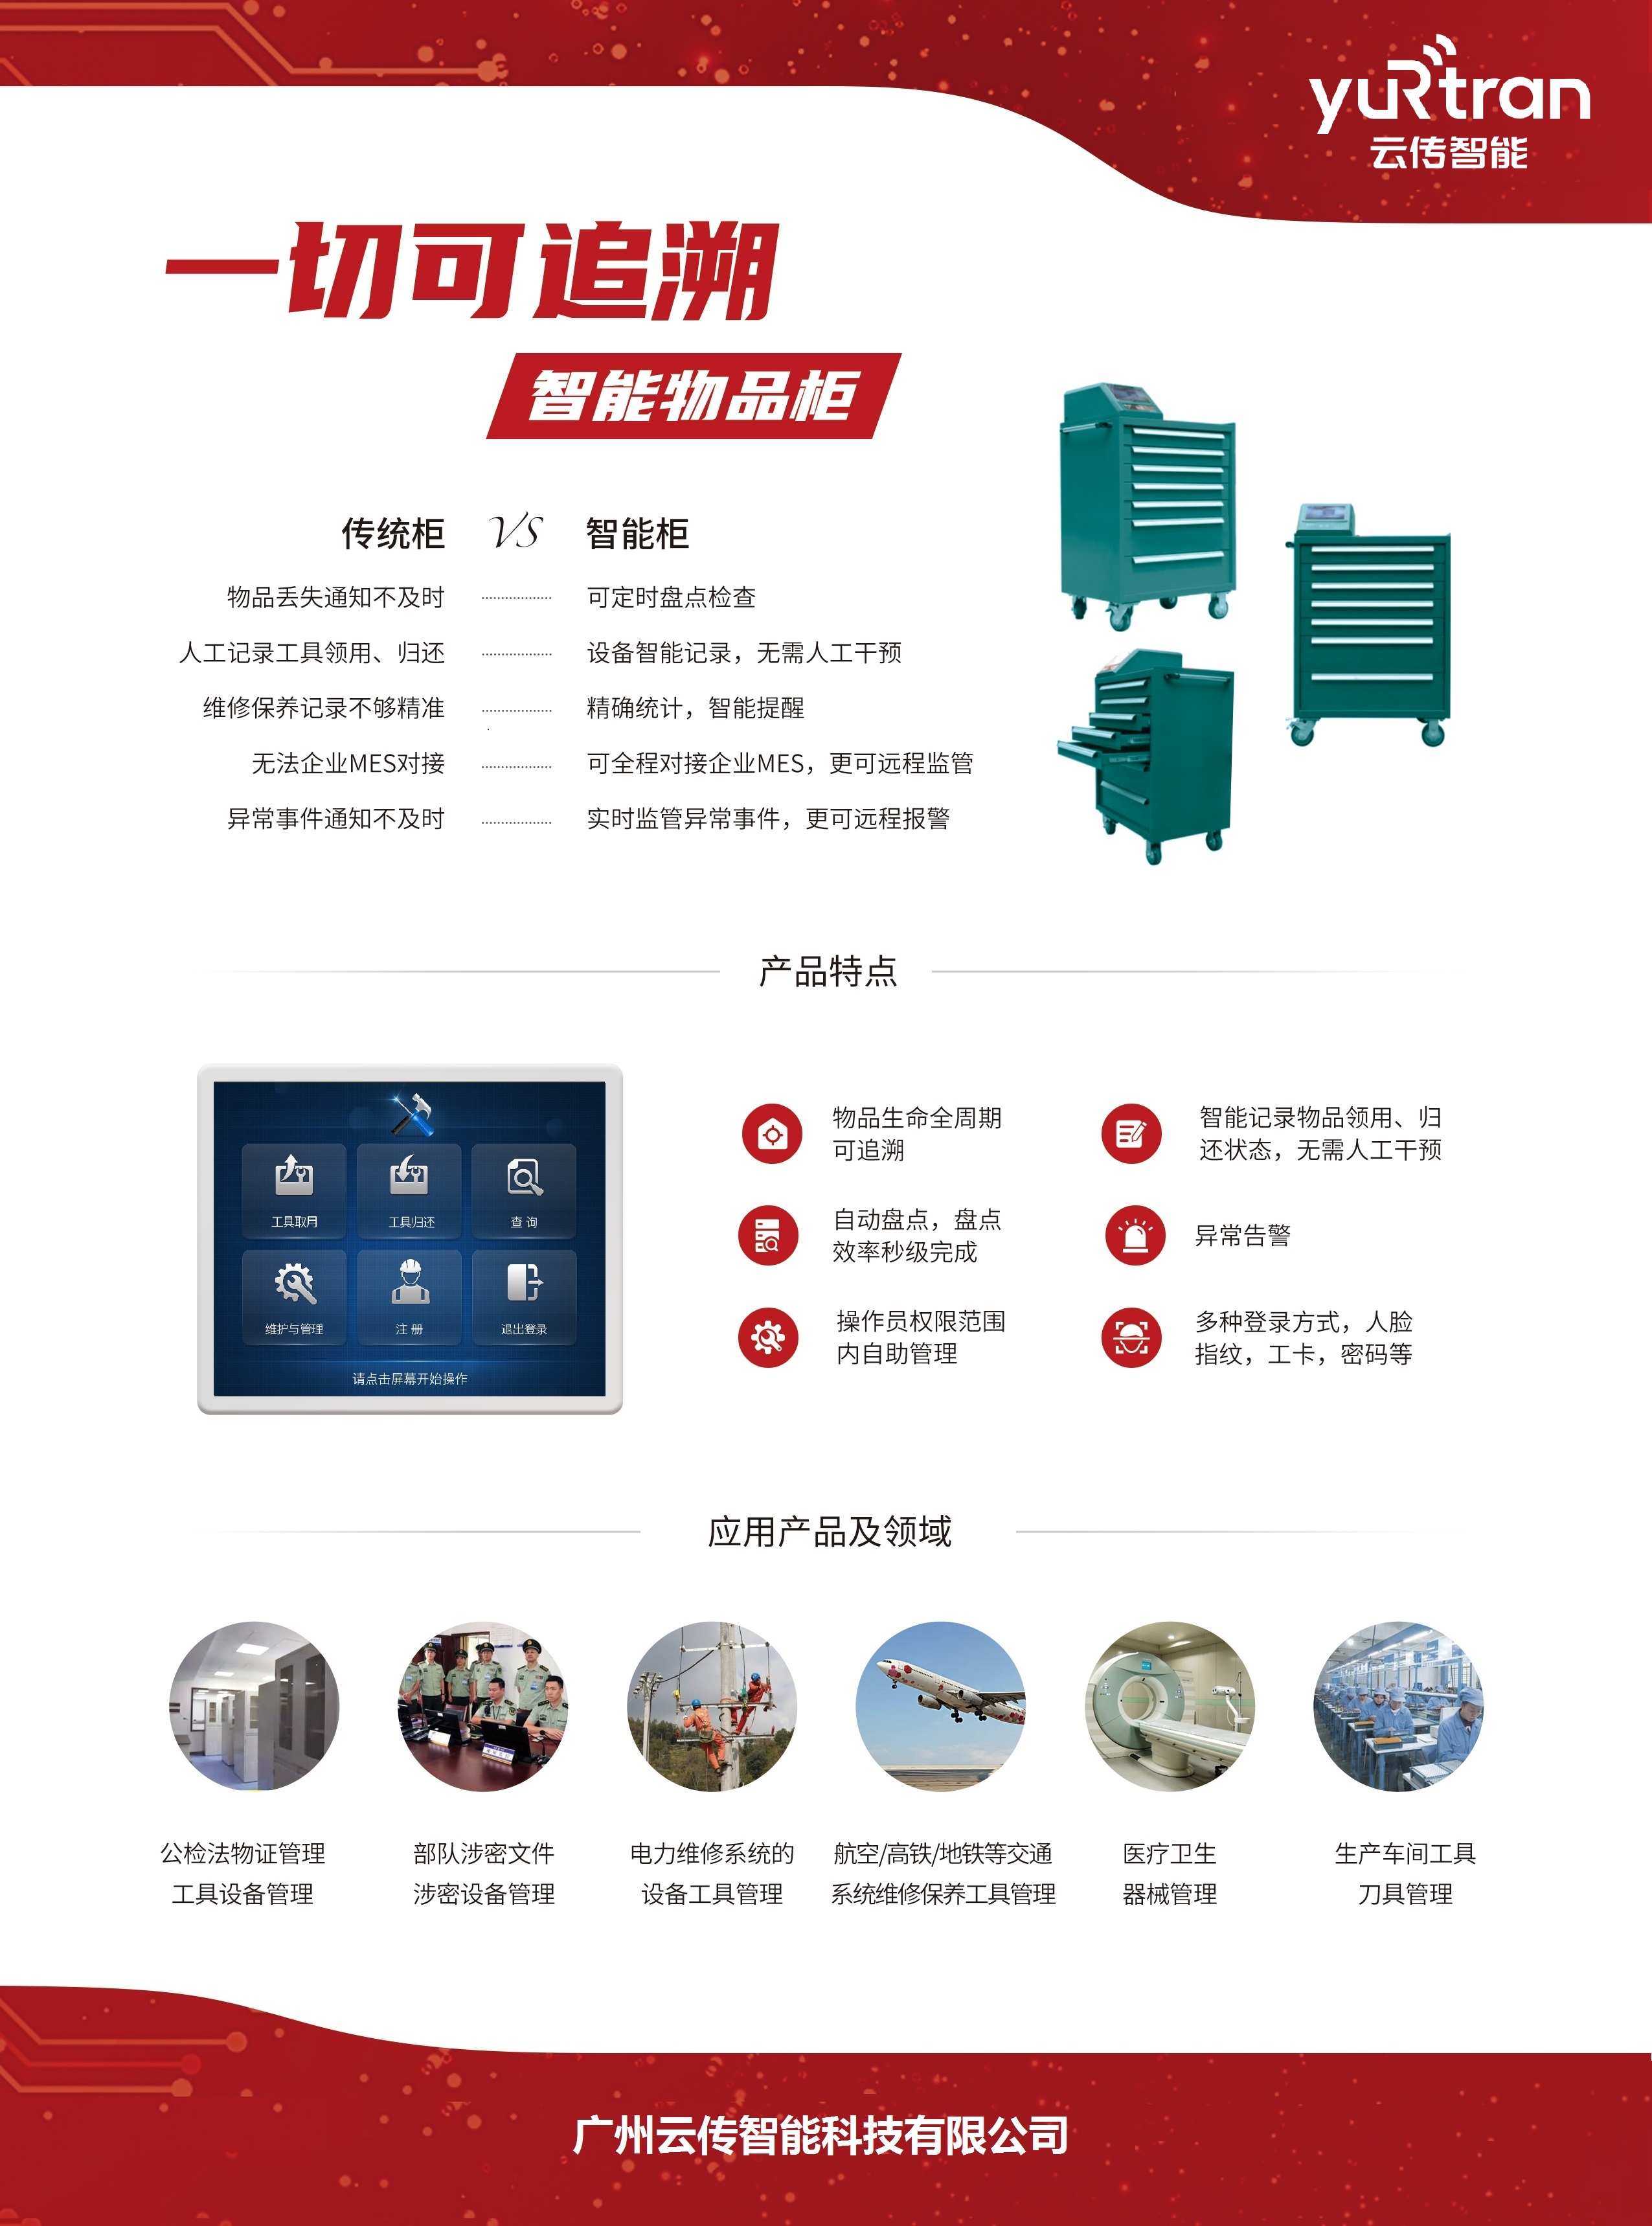 yuRtran
云传智能
一切可追溯
智能物品柜
传统柜 VS 智能柜
物品丢失通知不及时 可定时盘点检查
人工记录工具领用、归还 设备智能记录，无需人工干预
维修保养记录不够精准 精确统计，智能提醒
无法企业MES对接 可全程对接企业MES，更可远程监管
异常事件通知不及时 实时监管异常事件，更可远程报警
产品特点
工具取月 工具归还 查 询
维护与管理 注 册 退出登录
请点击屏幕开始操作
物品生命全周期
可追溯
智能记录物品领用、归
还状态，无需人工干预
自动盘点，盘点
效率秒级完成
异常告警
操作员权限范围
内自助管理
多种登录方式，人脸
指纹，工卡，密码等
应用产品及领域
公检法物证管理
工具设备管理
部队涉密文件
涉密设备管理
电力维修系统的
设备工具管理
航空/高铁/地铁等交通
系统维修保养工具管理
医疗卫生
器械管理
生产车间工具
刀具管理
广州云传智能科技有限公司